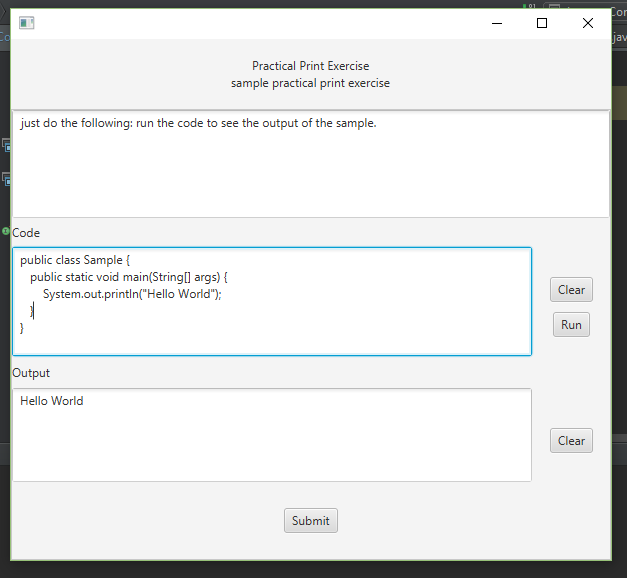 Practical Print Exercise
sample practical print exercise
just do the following: run the code to see the output of the sample.
Code
public class Sample {
public static void main(String[] args) {
System.out.println("Hello World");
}
}
Clear
Run
Output
Hello World
Clear
Submit